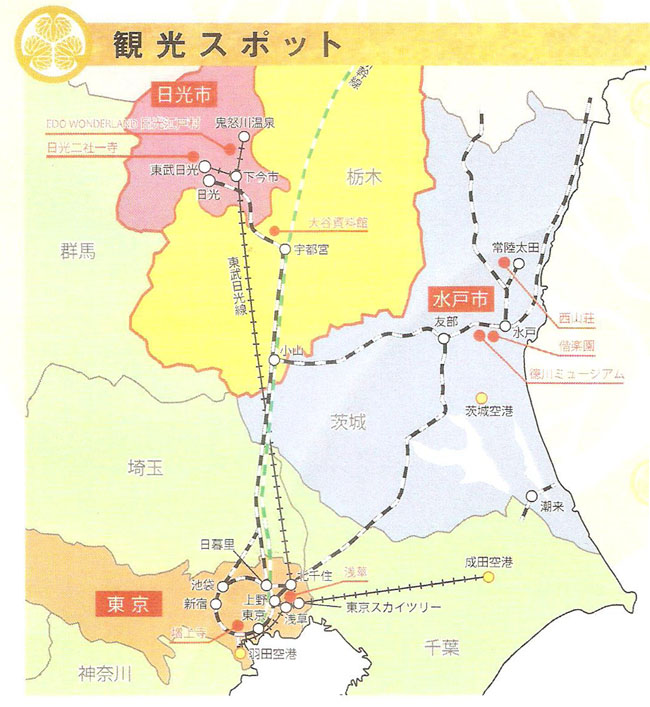 観光スポット
幹線
日光市
EDO WONDERLAND 日光江戸村
鬼怒川温泉
日光二社一寺
東武日光
下今市
日光
栃木
大谷資料館
群馬
宇都宮
常陸太田
東武日光線
水戸市
西山荘
友部
水戸
偕楽園
小山
徳川ミュージアム
茨城空港
茨城
埼玉
潮来
日暮里
成田空港
池袋
北千住
浅草
東京
新宿
上野
東京スカイツリー
浅草
東京
増上寺
羽田空港
千葉
神奈川